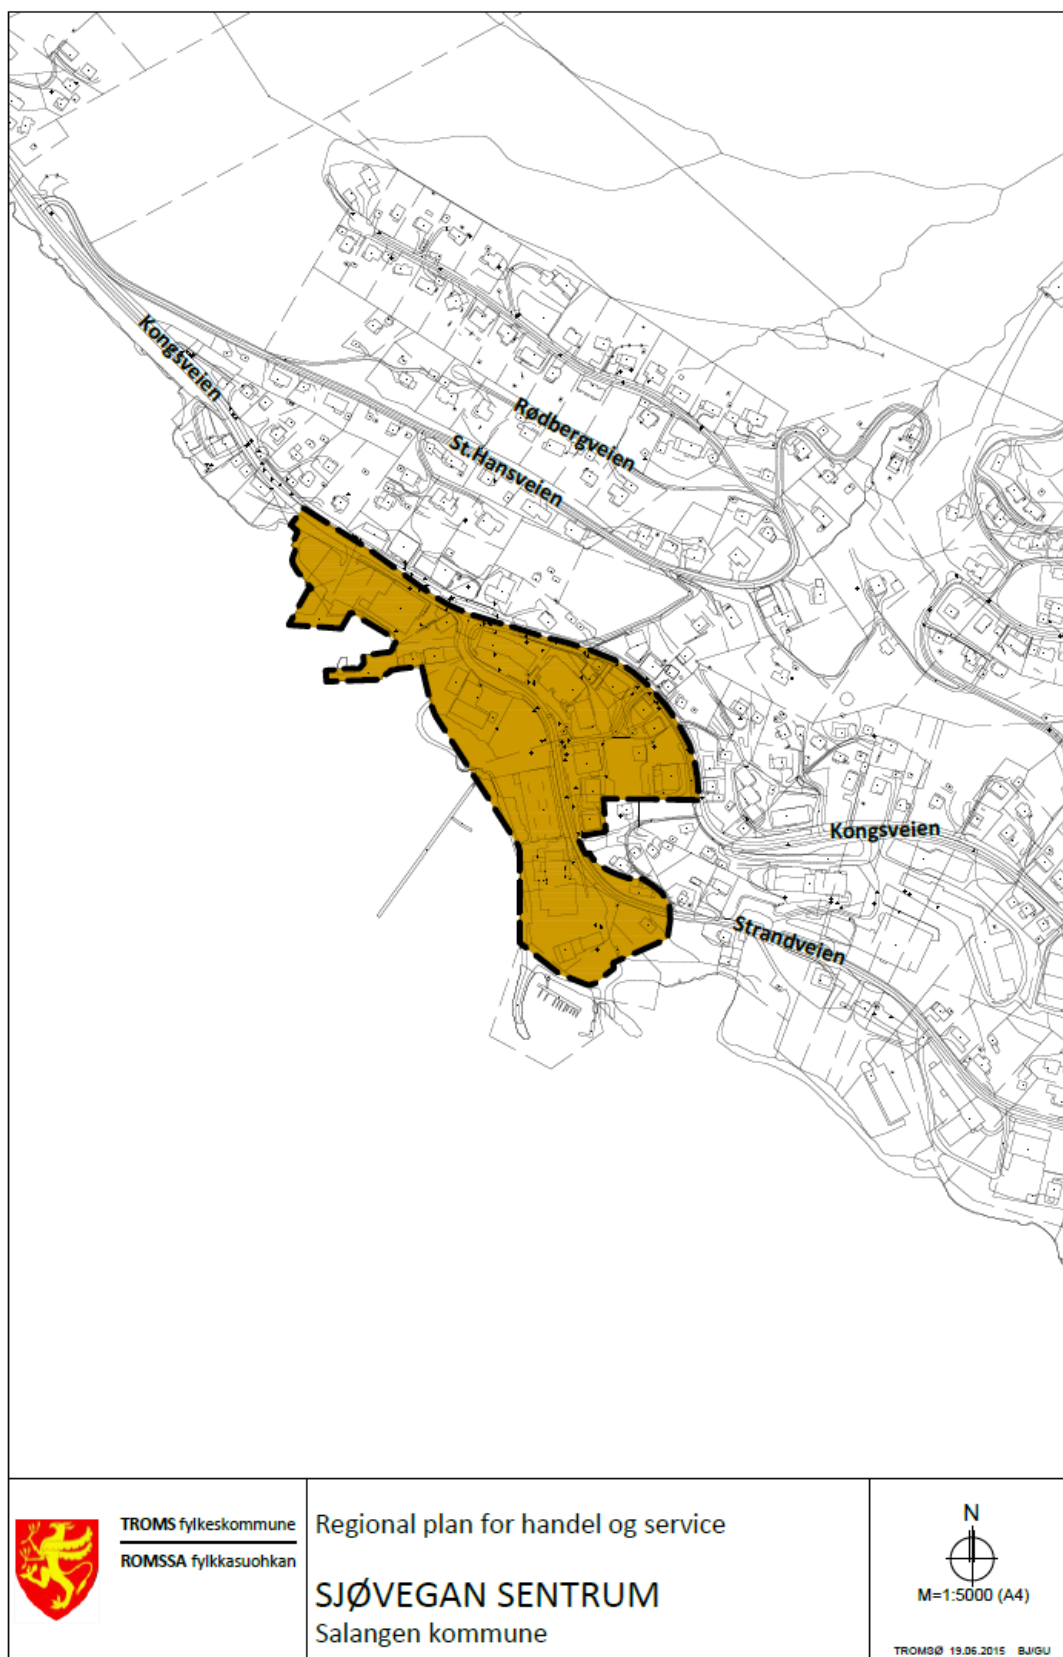 Kongsveien
Rødbergveien
St.Hansveien
Kongsveien
Strandveien
TROMS fylkeskommune
ROMSSA fylkkasuohkan
Regional plan for handel og service
SJØVEGAN SENTRUM
Salangen kommune
N
M=1:5000 (A4)
TROMSØ 19.06.2015 BJ/GU